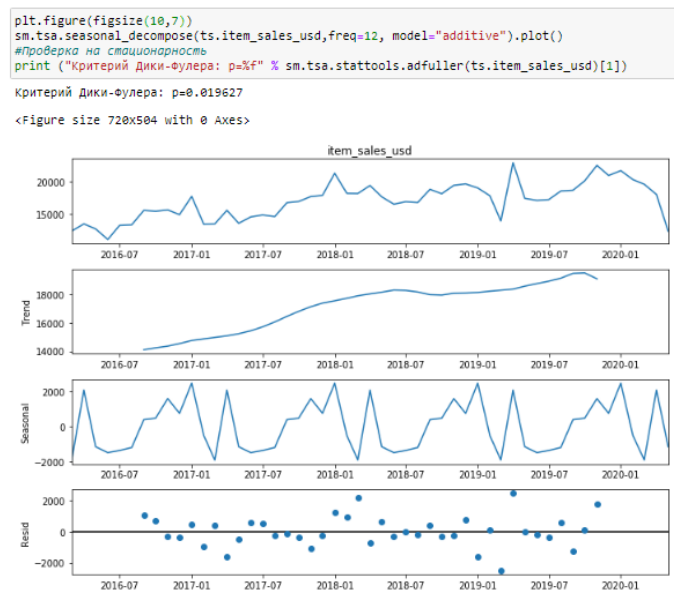 plt.figure(figsize(10,7))
sm.tsa.seasonal_decompose(ts.item_sales_usd,freq=12, model="additive").plot()
#Проверка на стационарность
print ("Критерий Дики-Фулера: p=%f" % sm.tsa.stattools.adfuller(ts.item_sales_usd)[1])
Критерий Дики-Фулера: p=0.019627
<Figure size 720x504 with 0 Axes>
item_sales_usd
20000
15000
2016-07 2017-01 2017-07 2018-01 2018-07 2019-01 2019-07 2020-01
Trend
18000
16000
14000
2016-07 2017-01 2017-07 2018-01 2018-07 2019-01 2019-07 2020-01
Seasonal
2000
0
−2000
2016-07 2017-01 2017-07 2018-01 2018-07 2019-01 2019-07 2020-01
Resid
2000
0
−2000
2016-07 2017-01 2017-07 2018-01 2018-07 2019-01 2019-07 2020-01